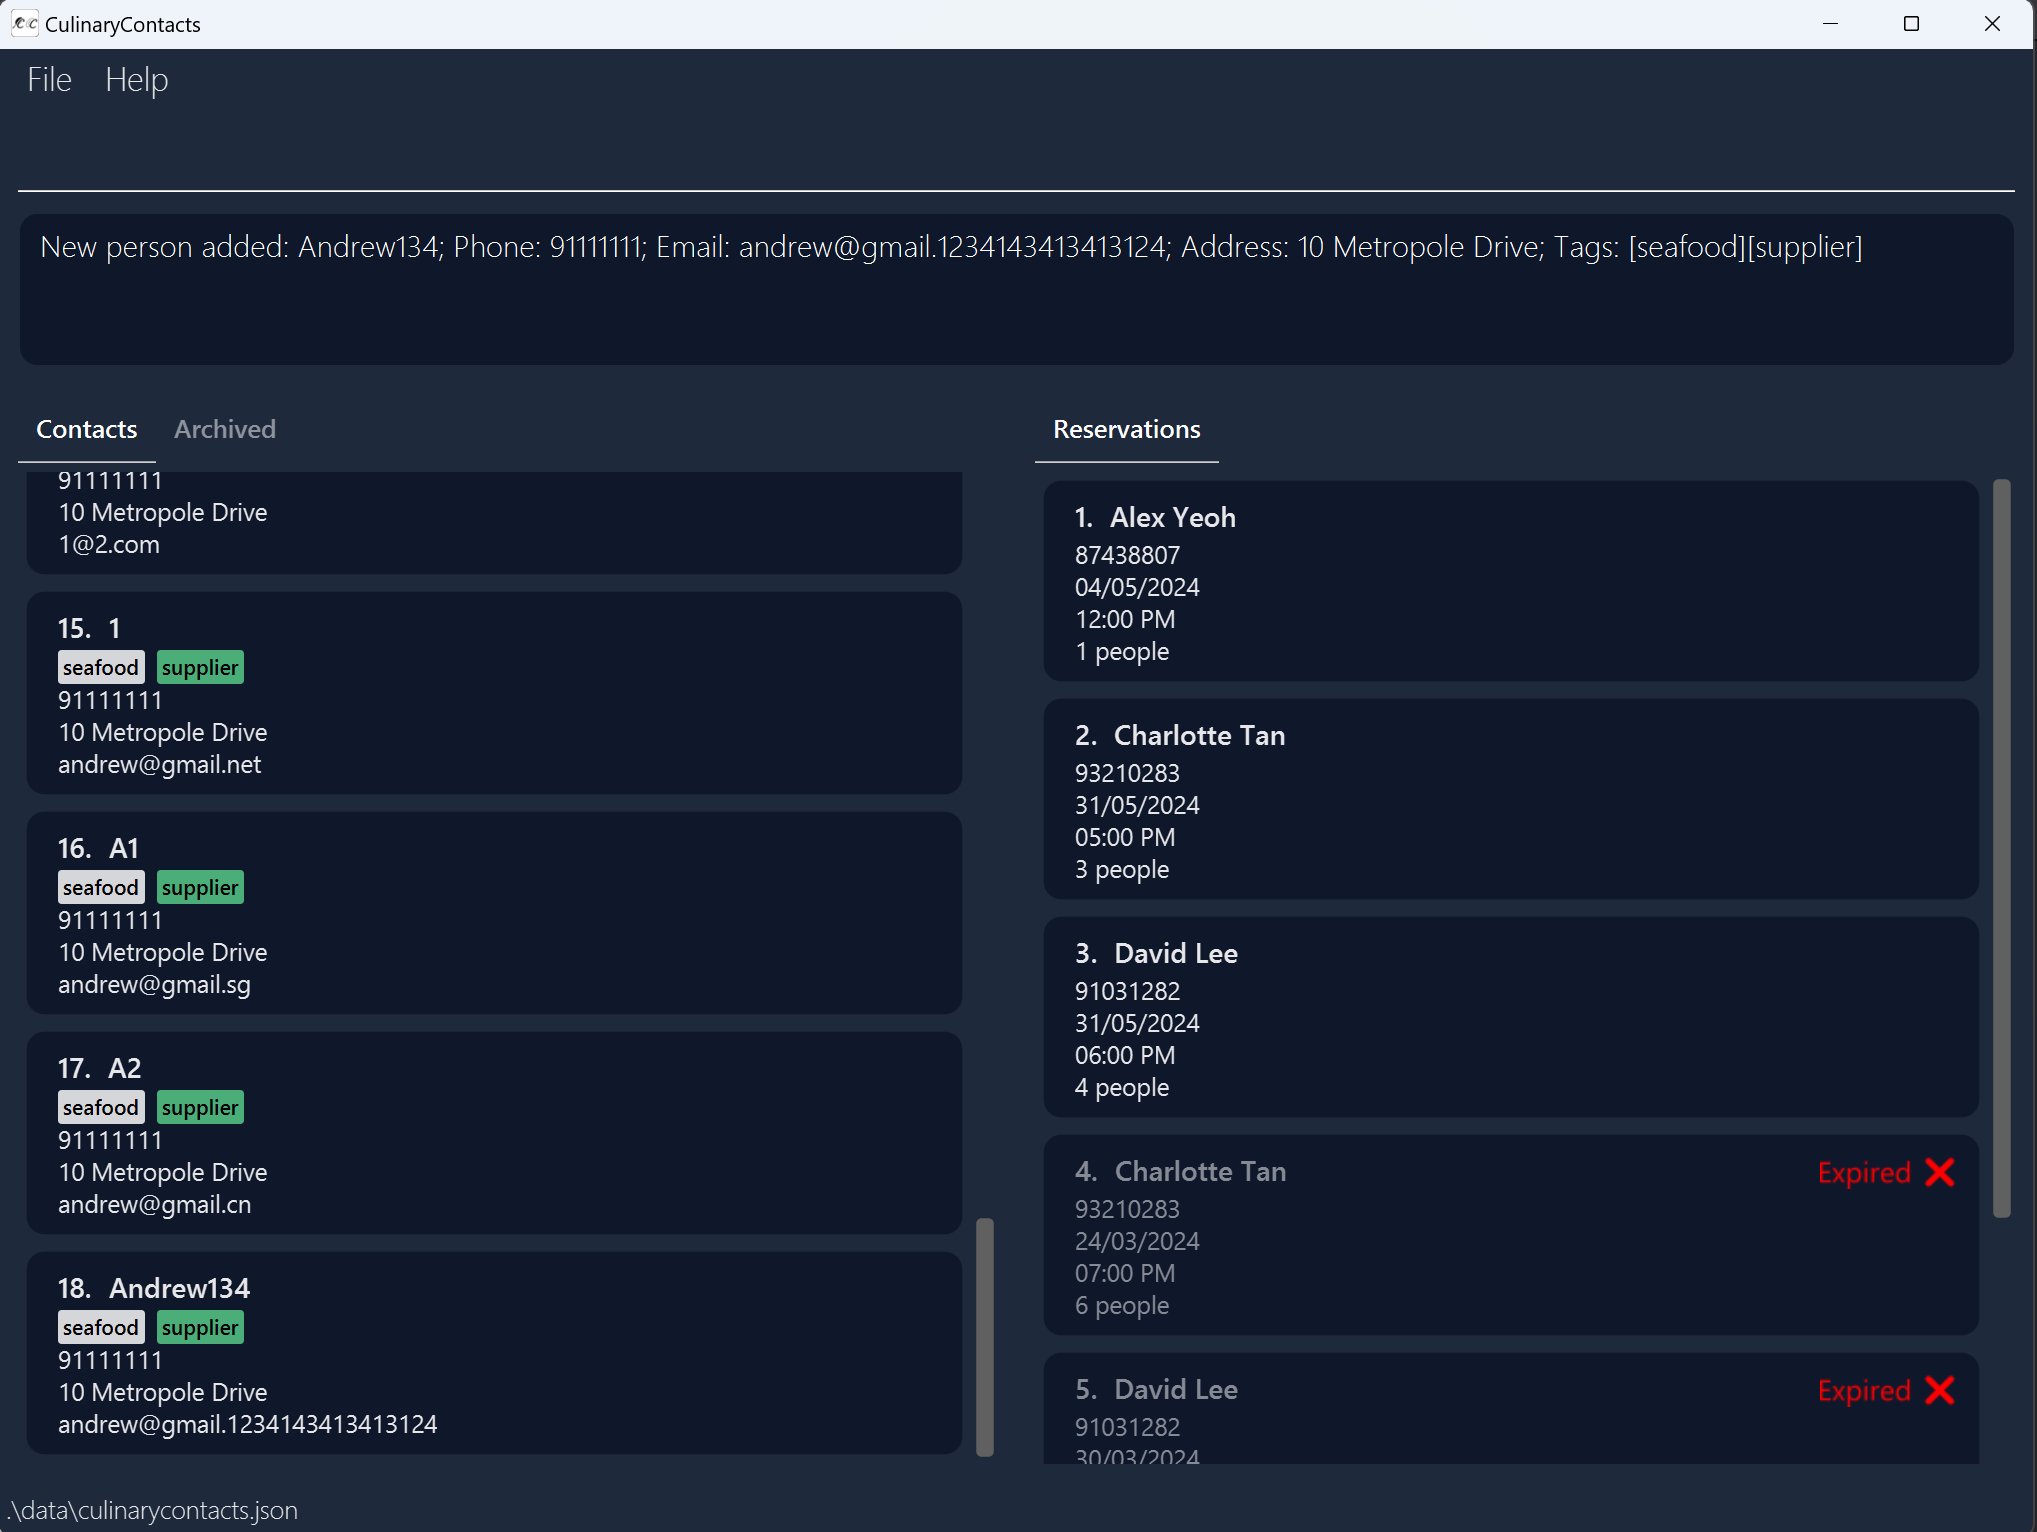 CulinaryContacts
File Help
New person added: Andrew134; Phone: 91111111; Email: andrew@gmail.1234143413413124; Address: 10 Metropole Drive; Tags: [seafood][supplier]
Contacts Archived
91111111
10 Metropole Drive
1@2.com
15. 1
seafood supplier
91111111
10 Metropole Drive
andrew@gmail.net
16. A1
seafood supplier
91111111
10 Metropole Drive
andrew@gmail.sg
17. A2
seafood supplier
91111111
10 Metropole Drive
andrew@gmail.cn
18. Andrew134
seafood supplier
91111111
10 Metropole Drive
andrew@gmail.1234143413413124
Reservations
1. Alex Yeoh
87438807
04/05/2024
12:00 PM
1 people
2. Charlotte Tan
93210283
31/05/2024
05:00 PM
3 people
3. David Lee
91031282
31/05/2024
06:00 PM
4 people
4. Charlotte Tan
Expired
93210283
24/03/2024
07:00 PM
6 people
5. David Lee
Expired
91031282
30/03/2024
.\data\culinarycontacts.json